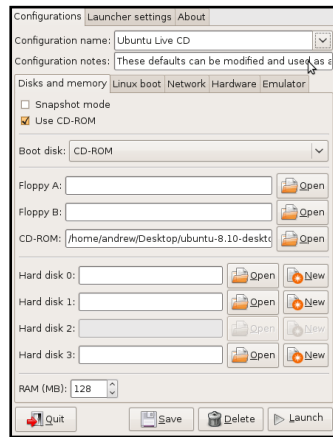 Configurations Launcher settings About
Configuration name: Ubuntu Live CD
Configuration notes: These defaults can be modified and used as a
Disks and memory Linux boot Network Hardware Emulator
Snapshot mode
Use CD-ROM
Boot disk: CD-ROM
Floppy A: Open
Floppy B: Open
CD-ROM: /home/andrew/Desktop/ubuntu-8.10-deskto Open
Hard disk 0: Open New
Hard disk 1: Open New
Hard disk 2: Open New
Hard disk 3: Open New
RAM (MB): 128
Quit Save Delete Launch